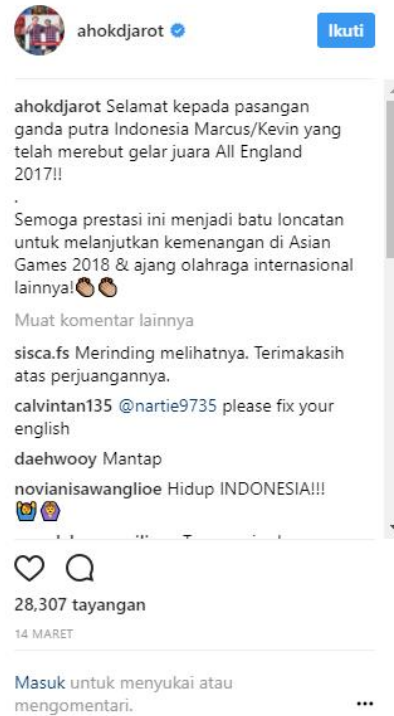 ahokdjarot
Ikuti
ahokdjarot Selamat kepada pasangan
ganda putra Indonesia Marcus/Kevin yang
telah merebut gelar juara All England
2017!!
.
Semoga prestasi ini menjadi batu loncatan
untuk melanjutkan kemenangan di Asian
Games 2018 & ajang olahraga internasional
lainnya!👏👏
Muat komentar lainnya
sisca.fs Merinding melihatnya. Terimakasih
atas perjuangannya.
calvintan135 @nartie9735 please fix your
english
daehwooy Mantap
novianisawanglioe Hidup INDONESIA!!!
🙆‍♂️🙆
28,307 tayangan
14 MARET
Masuk untuk menyukai atau
mengomentari.